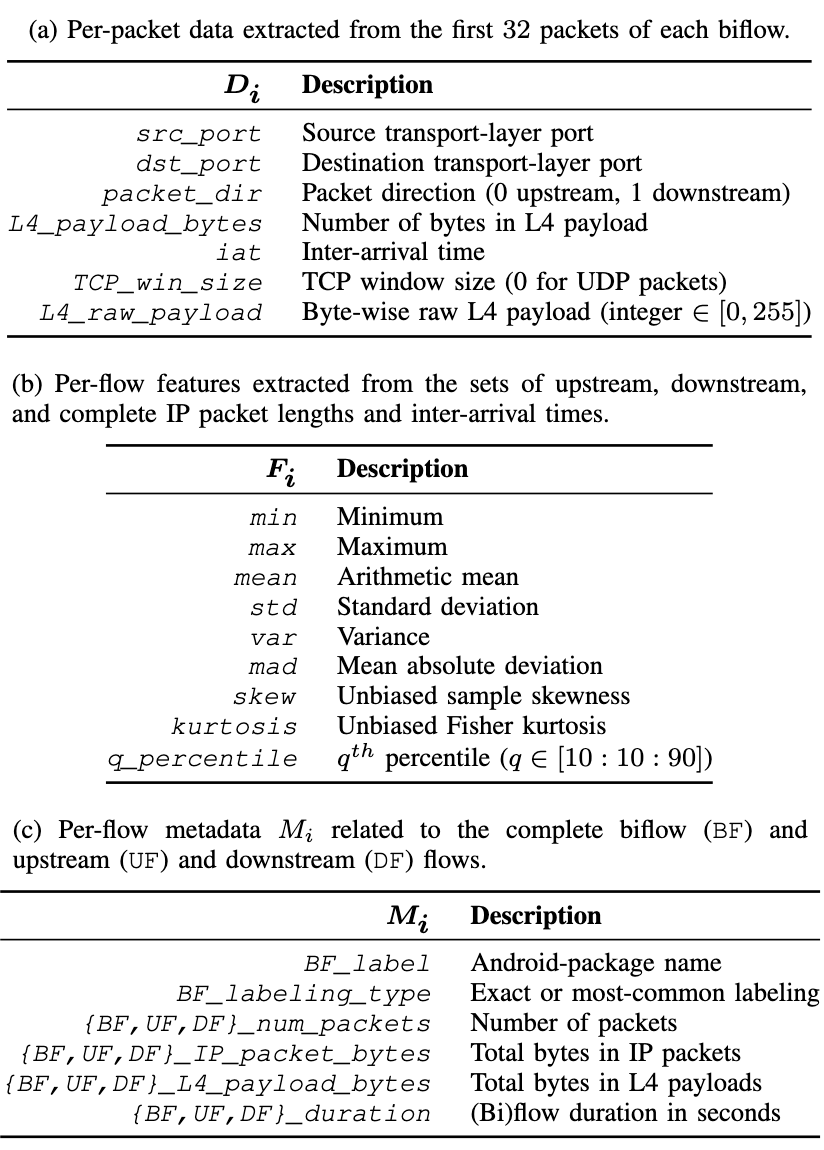 (a) Per-packet data extracted from the first 32 packets of each biflow.
D_i Description
src_port Source transport-layer port
dst_port Destination transport-layer port
packet_dir Packet direction (0 upstream, 1 downstream)
L4_payload_bytes Number of bytes in L4 payload
iat Inter-arrival time
TCP_win_size TCP window size (0 for UDP packets)
L4_raw_payload Byte-wise raw L4 payload (integer ∈ [0, 255])
(b) Per-flow features extracted from the sets of upstream, downstream,
and complete IP packet lengths and inter-arrival times.
F_i Description
min Minimum
max Maximum
mean Arithmetic mean
std Standard deviation
var Variance
mad Mean absolute deviation
skew Unbiased sample skewness
kurtosis Unbiased Fisher kurtosis
q_percentile q^th percentile (q ∈ [10 : 10 : 90])
(c) Per-flow metadata M_i related to the complete biflow (BF) and
upstream (UF) and downstream (DF) flows.
M_i Description
BF_label Android-package name
BF_labeling_type Exact or most-common labeling
{BF,UF,DF}_num_packets Number of packets
{BF,UF,DF}_IP_packet_bytes Total bytes in IP packets
{BF,UF,DF}_L4_payload_bytes Total bytes in L4 payloads
{BF,UF,DF}_duration (Bi)flow duration in seconds